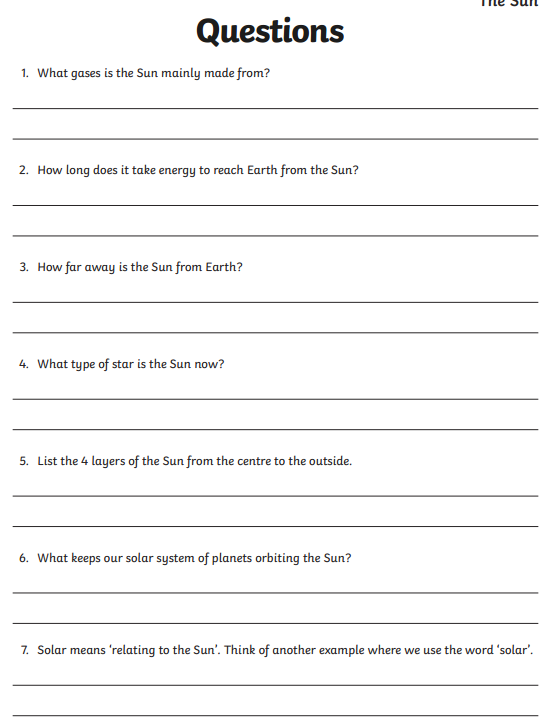 The Sun
Questions
1. What gases is the Sun mainly made from?
2. How long does it take energy to reach Earth from the Sun?
3. How far away is the Sun from Earth?
4. What type of star is the Sun now?
5. List the 4 layers of the Sun from the centre to the outside.
6. What keeps our solar system of planets orbiting the Sun?
7. Solar means ‘relating to the Sun’. Think of another example where we use the word ‘solar’.